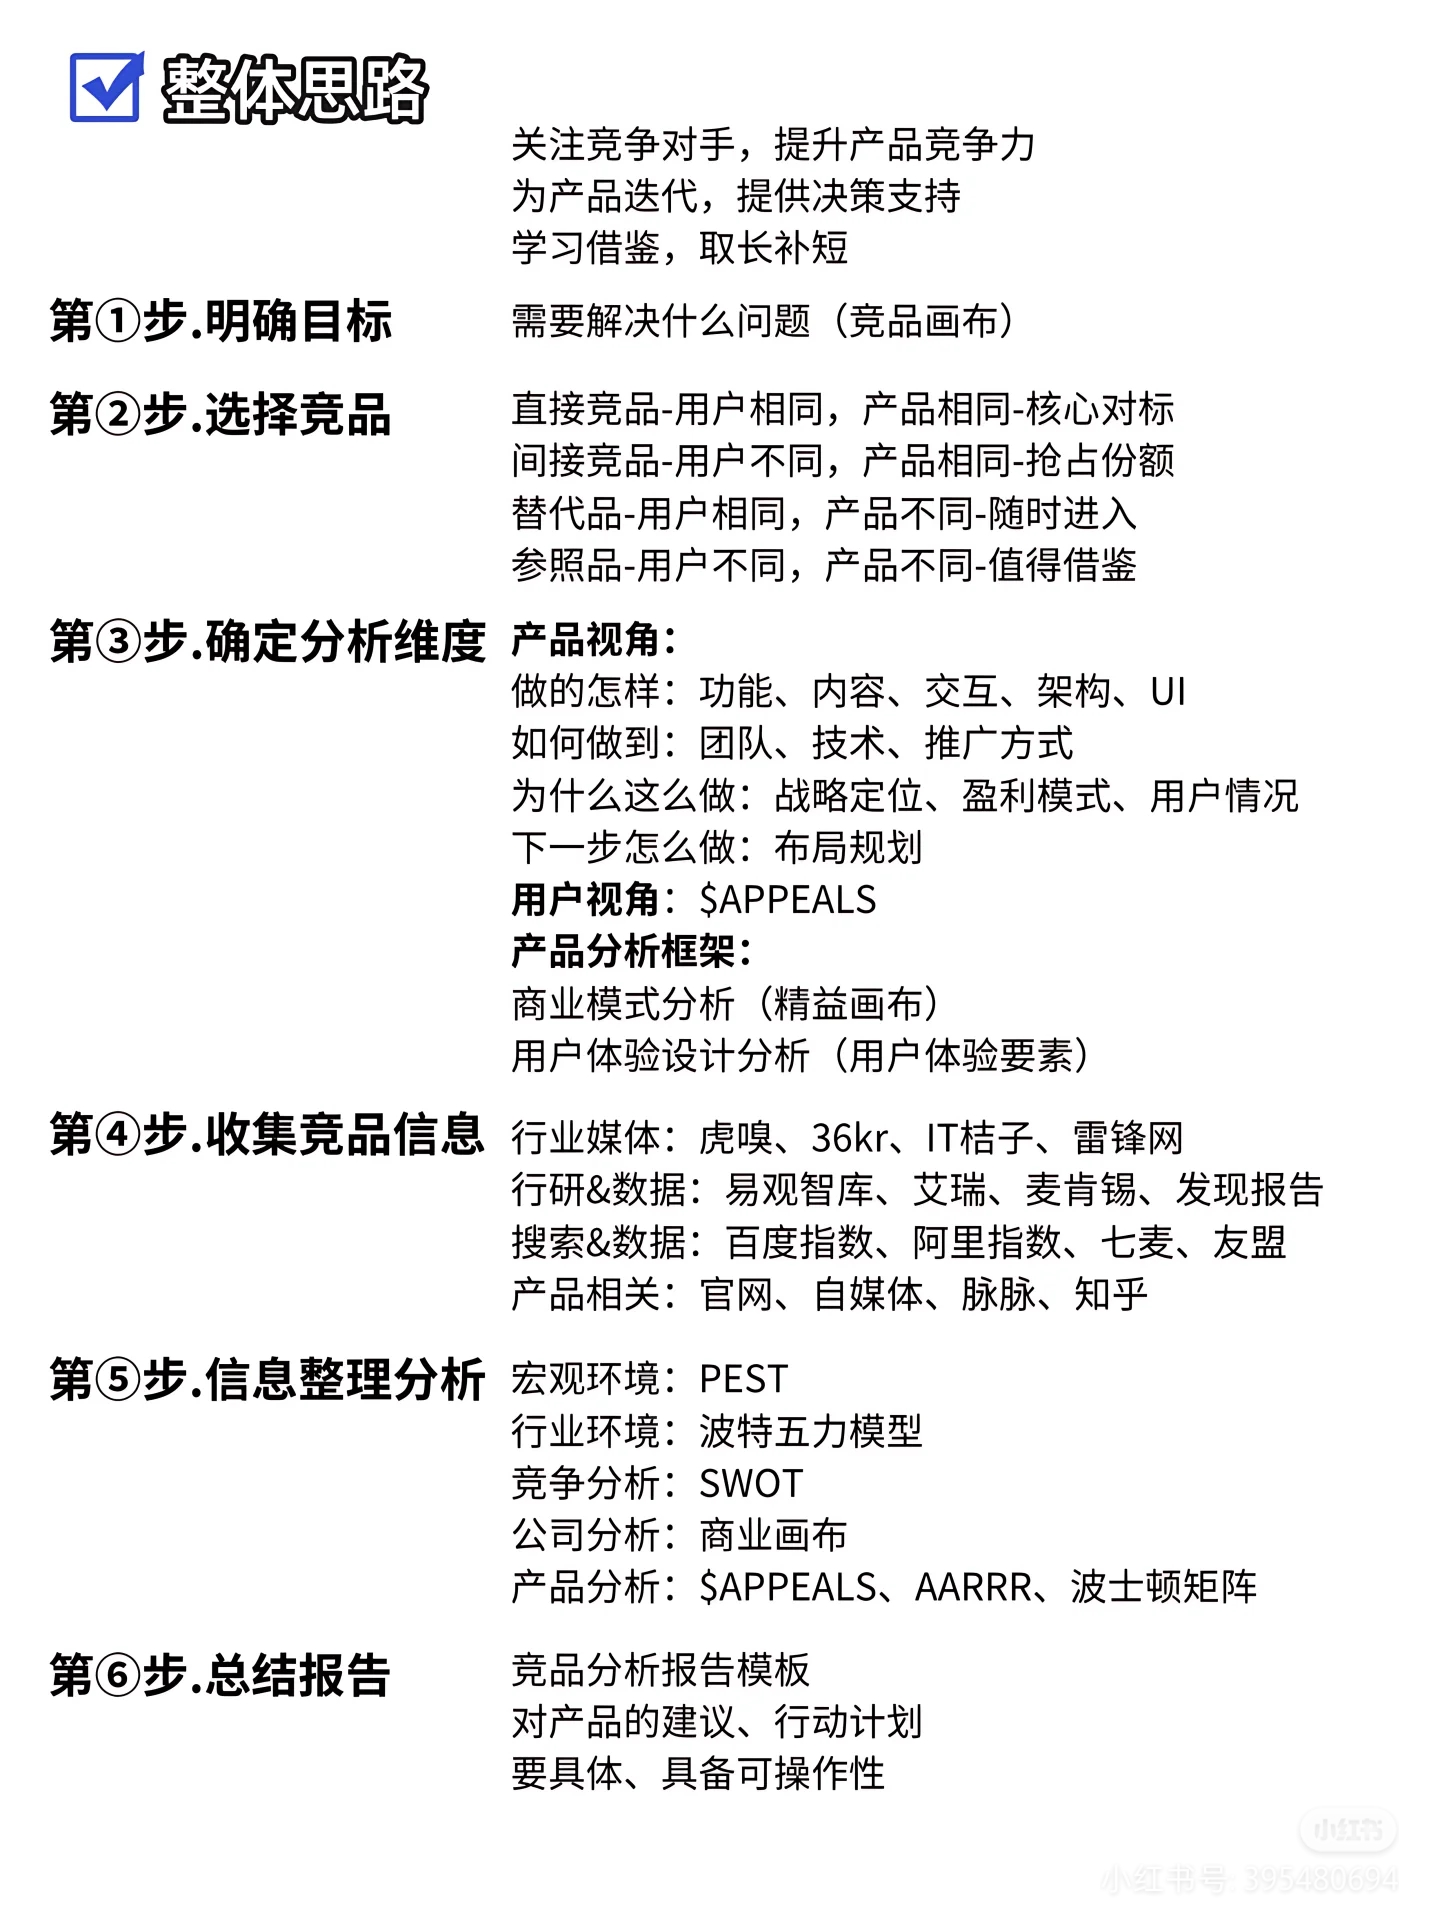 整体思路
关注竞争对手，提升产品竞争力
为产品迭代，提供决策支持
学习借鉴，取长补短
第①步.明确目标
需要解决什么问题（竞品画布）
第②步.选择竞品
直接竞品-用户相同，产品相同-核心对标
间接竞品-用户不同，产品相同-抢占份额
替代品-用户相同，产品不同-随时进入
参照品-用户不同，产品不同-值得借鉴
第③步.确定分析维度
产品视角：
做的怎样：功能、内容、交互、架构、UI
如何做到：团队、技术、推广方式
为什么这么做：战略定位、盈利模式、用户情况
下一步怎么做：布局规划
用户视角：$APPEALS
产品分析框架：
商业模式分析（精益画布）
用户体验设计分析（用户体验要素）
第④步.收集竞品信息
行业媒体：虎嗅、36kr、IT桔子、雷锋网
行研&数据：易观智库、艾瑞、麦肯锡、发现报告
搜索&数据：百度指数、阿里指数、七麦、友盟
产品相关：官网、自媒体、脉脉、知乎
第⑤步.信息整理分析
宏观环境：PEST
行业环境：波特五力模型
竞争分析：SWOT
公司分析：商业画布
产品分析：$APPEALS、AARRR、波士顿矩阵
第⑥步.总结报告
竞品分析报告模板
对产品的建议、行动计划
要具体、具备可操作性
小红书
小红书号: 395480694